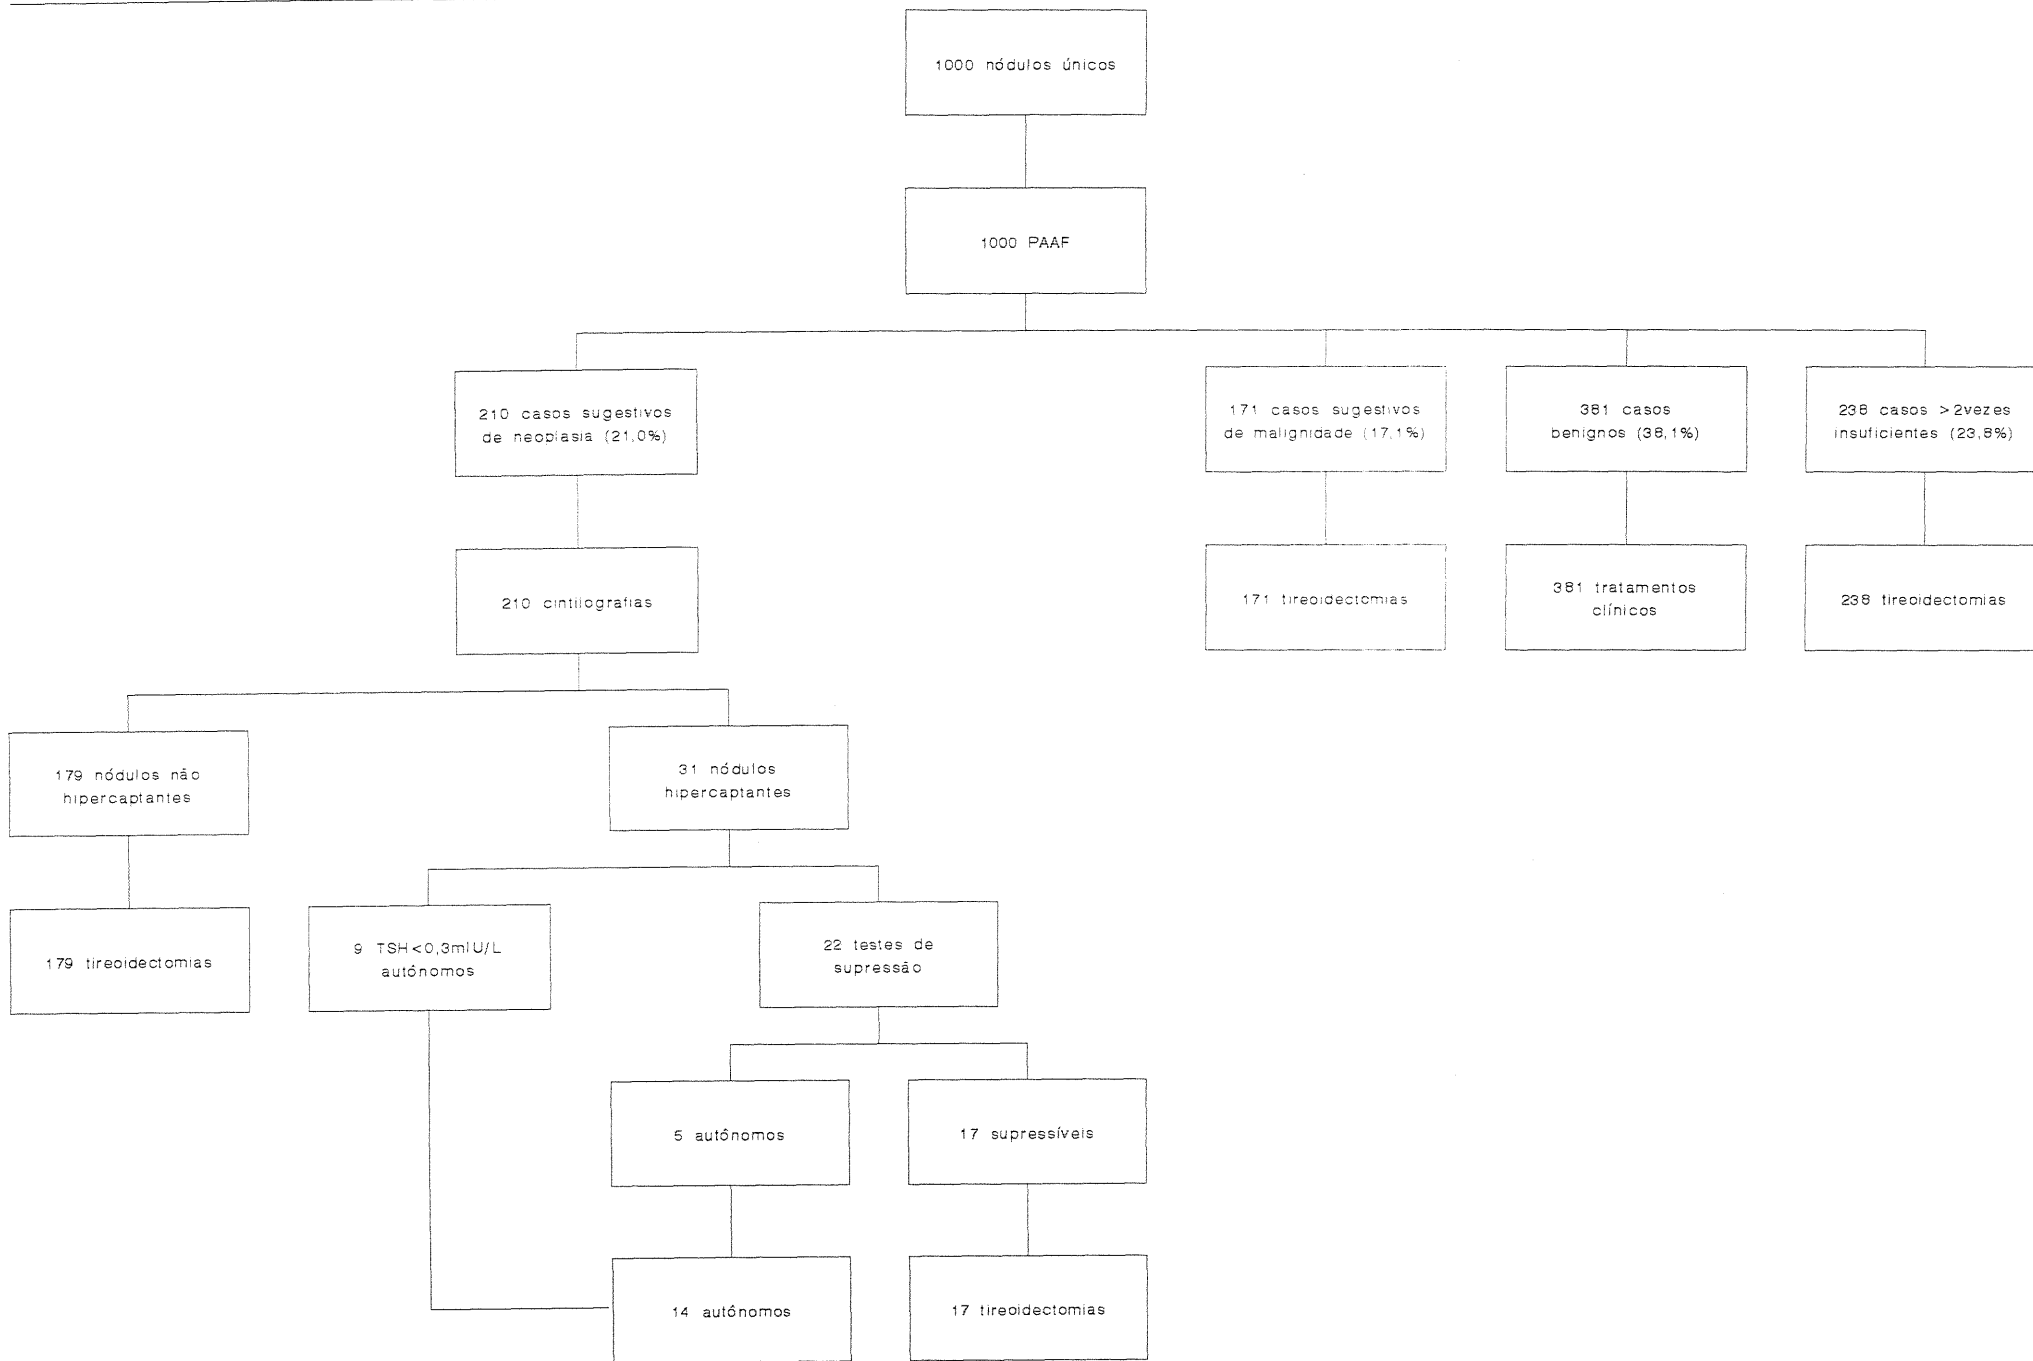 1000 nódulos únicos
1000 PAAF
210 casos sugestivos
de neoplasia (21,0%)
171 casos sugestivos
de malignidade (17,1%)
381 casos
benignos (38,1%)
238 casos >2vezes
insuficientes (23,8%)
210 cintilografias
171 tireoidectomias
381 tratamentos
clínicos
238 tireoidectomias
179 nódulos não
hipercaptantes
31 nódulos
hipercaptantes
179 tireoidectomias
9 TSH<0,3mIU/L
autônomos
22 testes de
supressão
5 autônomos
17 supressíveis
14 autônomos
17 tireoidectomias